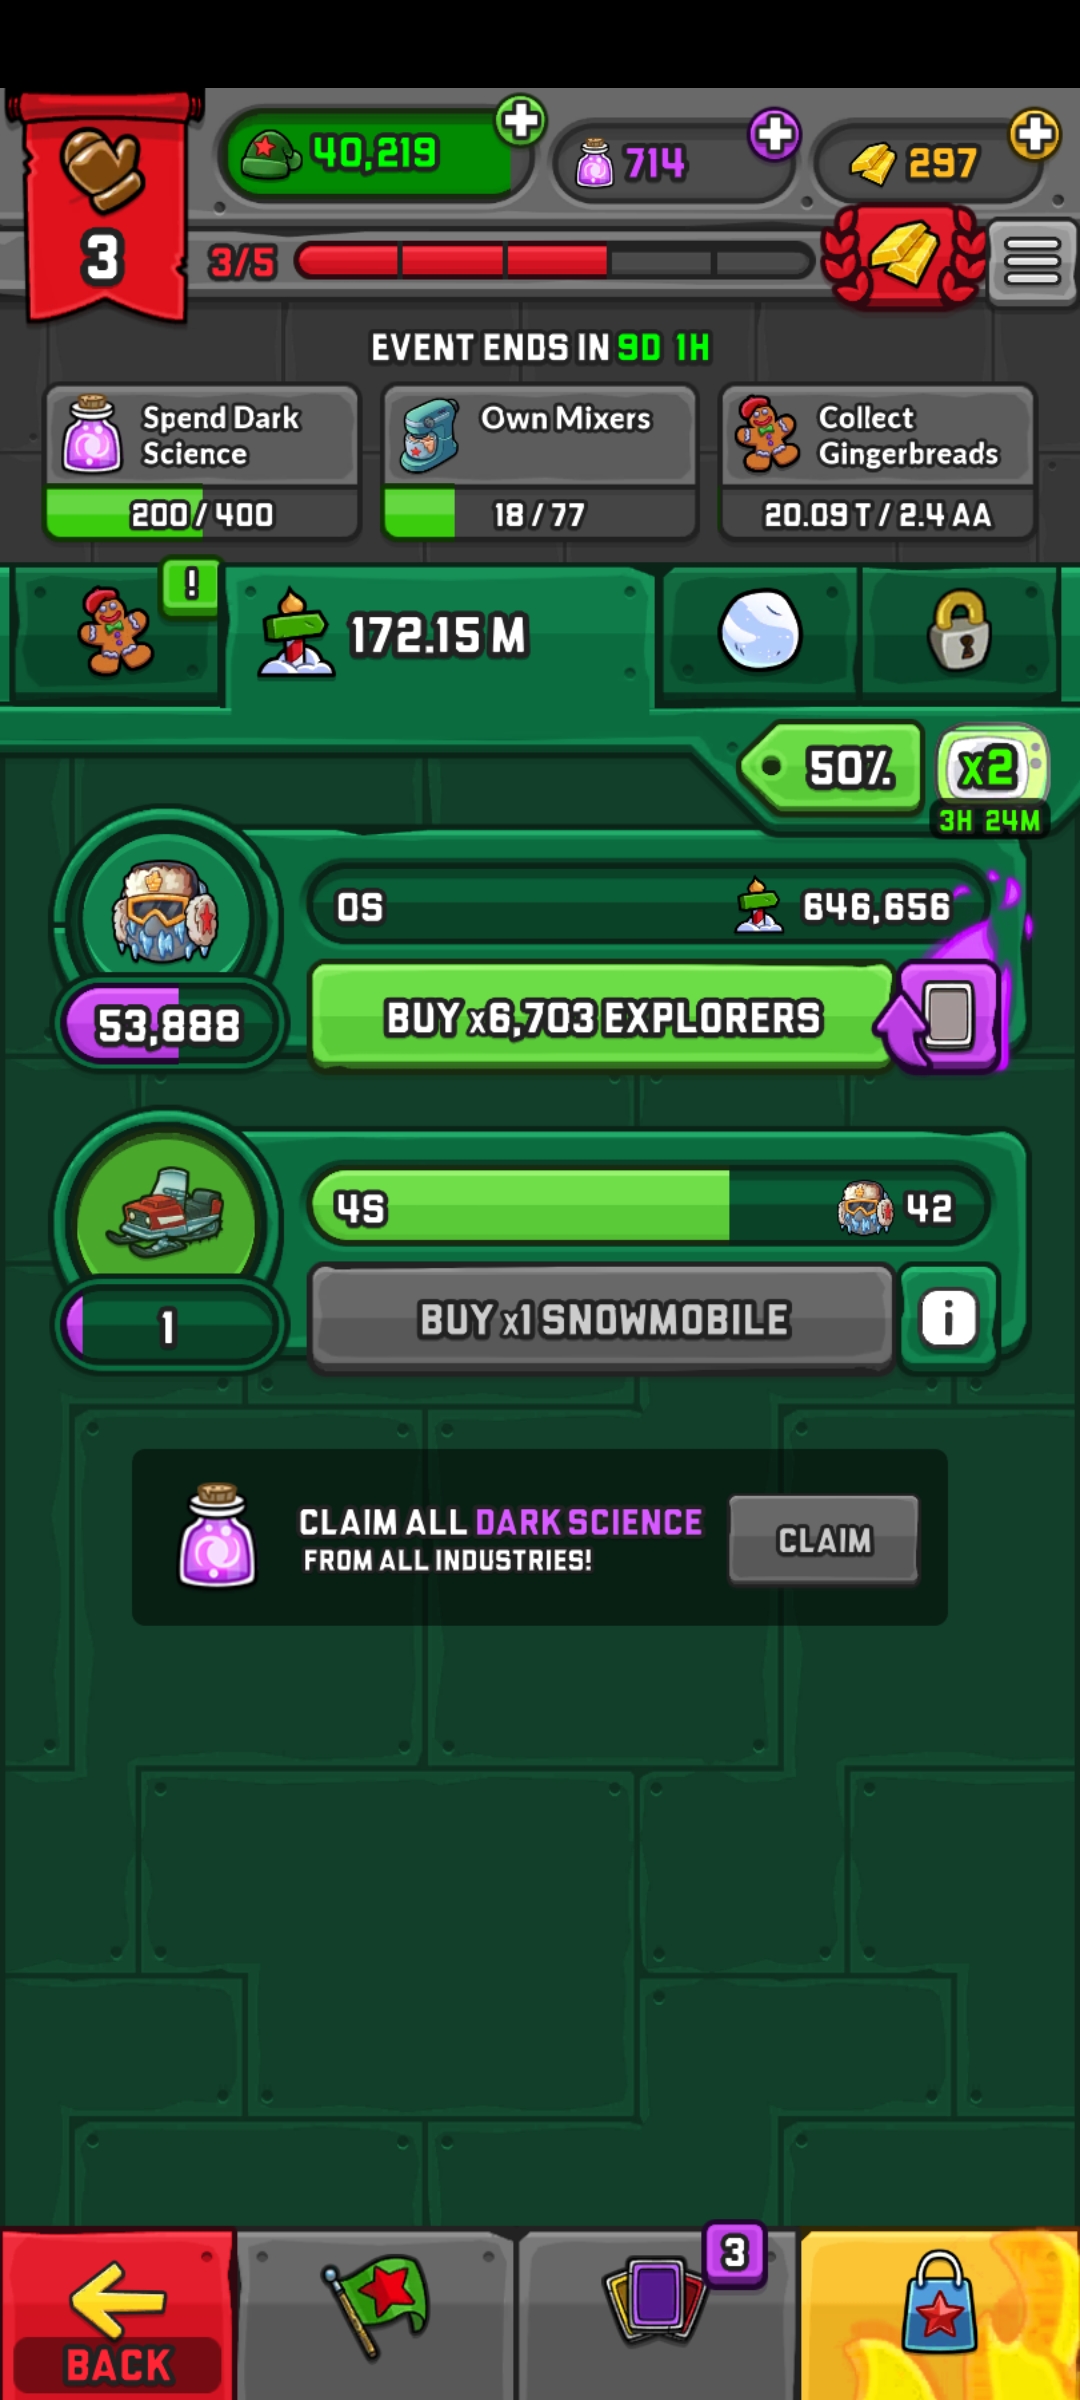 40,219
714
297
3
3/5
EVENT ENDS IN 9D 1H
Spend Dark
Science
200 / 400
Own Mixers
18 / 77
Collect
Gingerbreads
20.09 T / 2.4 AA
!
172.15 M
50%
x2
3H 24M
0S
646,656
53,888
BUY x6,703 EXPLORERS
4S
42
1
BUY x1 SNOWMOBILE
i
CLAIM ALL DARK SCIENCE
FROM ALL INDUSTRIES!
CLAIM
3
BACK